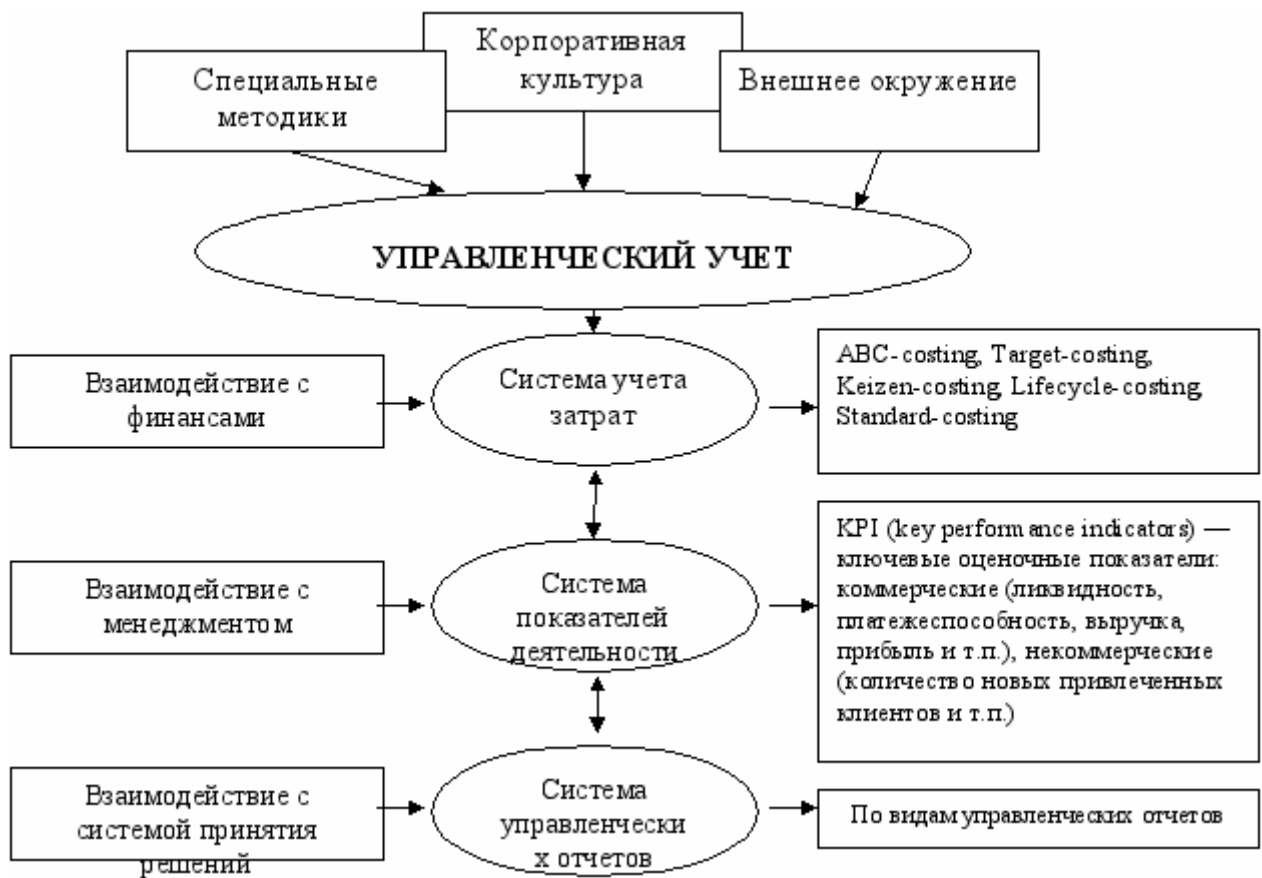 Корпоративная
культура
Специальные
методики
Внешнее окружение
УПРАВЛЕНЧЕСКИЙ УЧЕТ
Взаимодействие с
финансами
Система учета
затрат
ABC-costing, Target-costing,
Keizen-costing, Lifecycle-costing,
Standard-costing
Взаимодействие с
менеджментом
Система
показателей
деятельности
KPI (key performance indicators) —
ключевые оценочные показатели:
коммерческие (ликвидность,
платежеспособность, выручка,
прибыль и т.п.), некоммерческие
(количество новых привлеченных
клиентов и т.п.)
Взаимодействие с
системой принятия
решений
Система
управленчески
х отчетов
По видам управленческих отчетов